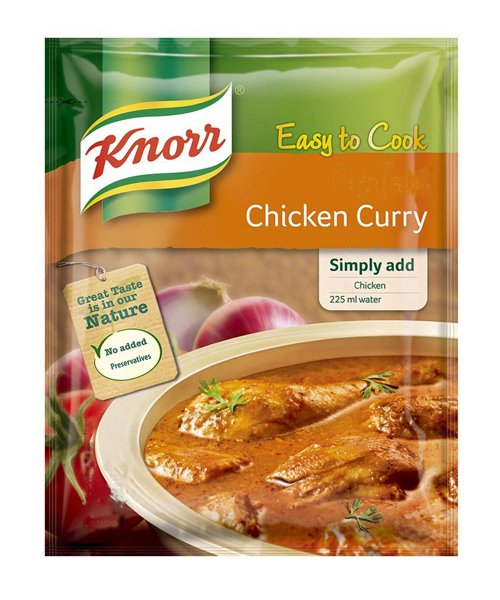 Knorr
®
Easy to Cook
Chicken Curry
Simply add
Chicken
225 ml water
Great Taste
is in our
Nature
No added
Preservatives